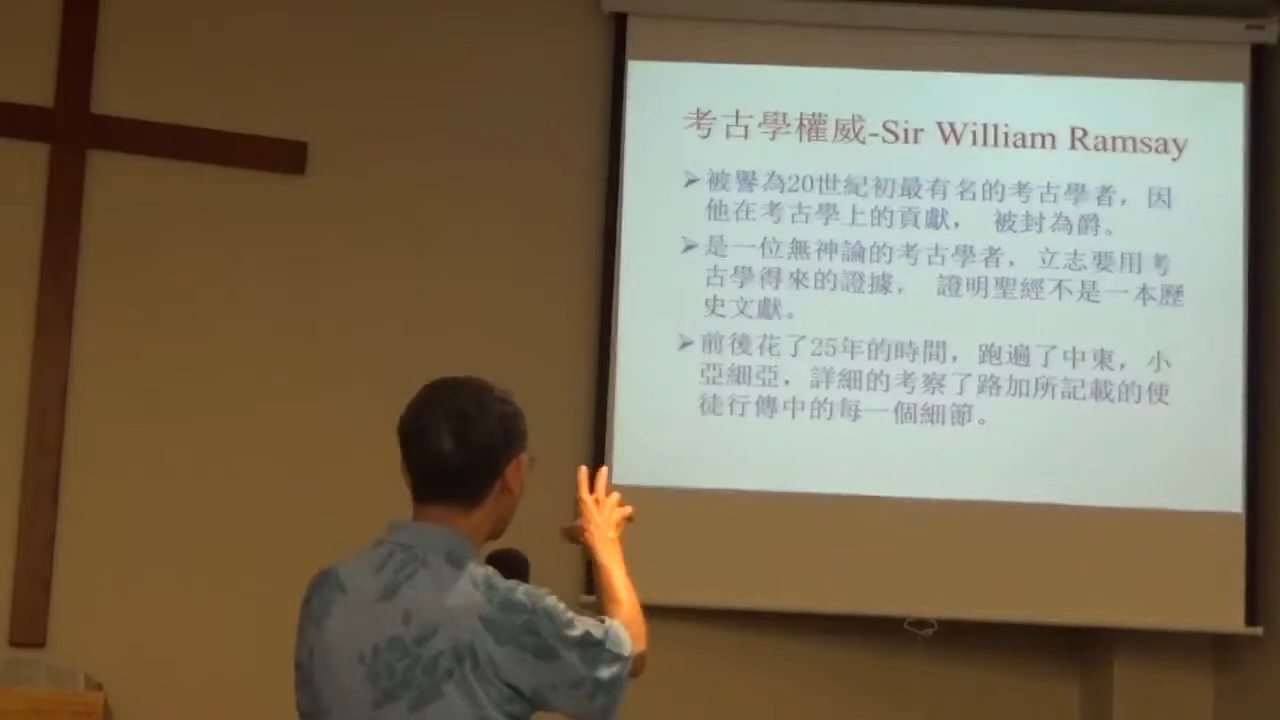 考古學權威-Sir William Ramsay
➢被譽為20世紀初最有名的考古學者，因
他在考古學上的貢獻， 被封為爵。
➢是一位無神論的考古學者，立志要用考
古學得來的證據， 證明聖經不是一本歷
史文獻。
➢前後花了25年的時間，跑遍了中東，小
亞細亞，詳細的考察了路加所記載的使
徒行傳中的每一個細節。